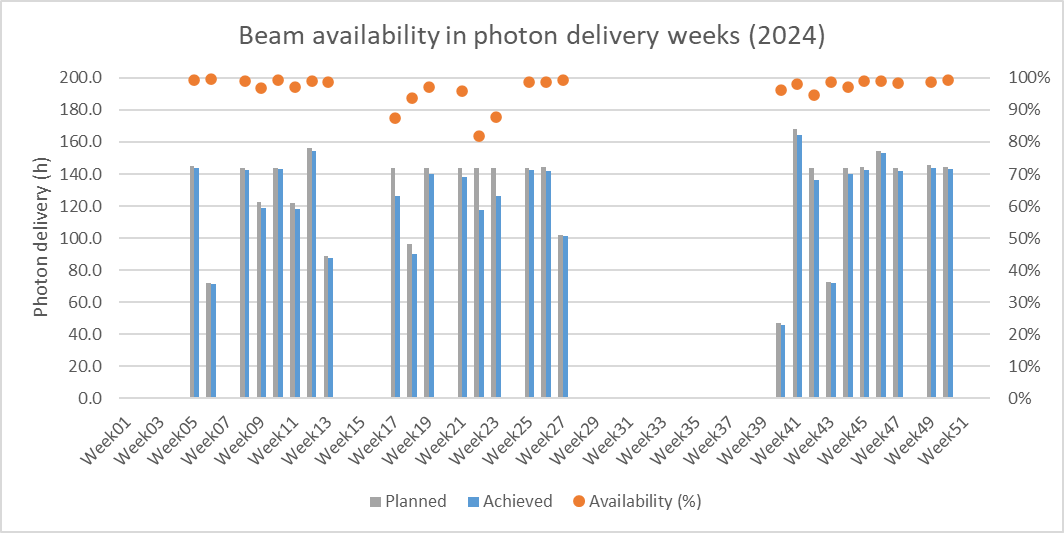 Beam availability in photon delivery weeks (2024)
Photon delivery (h)
200.0
180.0
160.0
140.0
120.0
100.0
80.0
60.0
40.0
20.0
0.0
100%
90%
80%
70%
60%
50%
40%
30%
20%
10%
0%
Week01
Week03
Week05
Week07
Week09
Week11
Week13
Week15
Week17
Week19
Week21
Week23
Week25
Week27
Week29
Week31
Week33
Week35
Week37
Week39
Week41
Week43
Week45
Week47
Week49
Week51
Planned
Achieved
Availability (%)